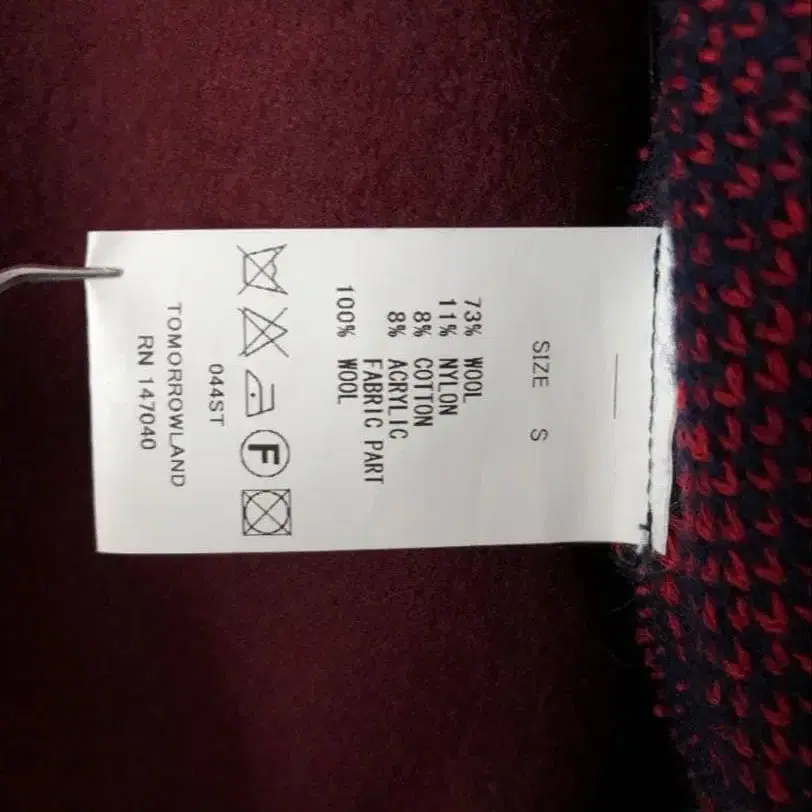 SIZE S
73% WOOL
11% NYLON
8% COTTON
8% ACRYLIC
FABRIC PART
100% WOOL
F
044ST
TOMORROWLAND
RN 147040